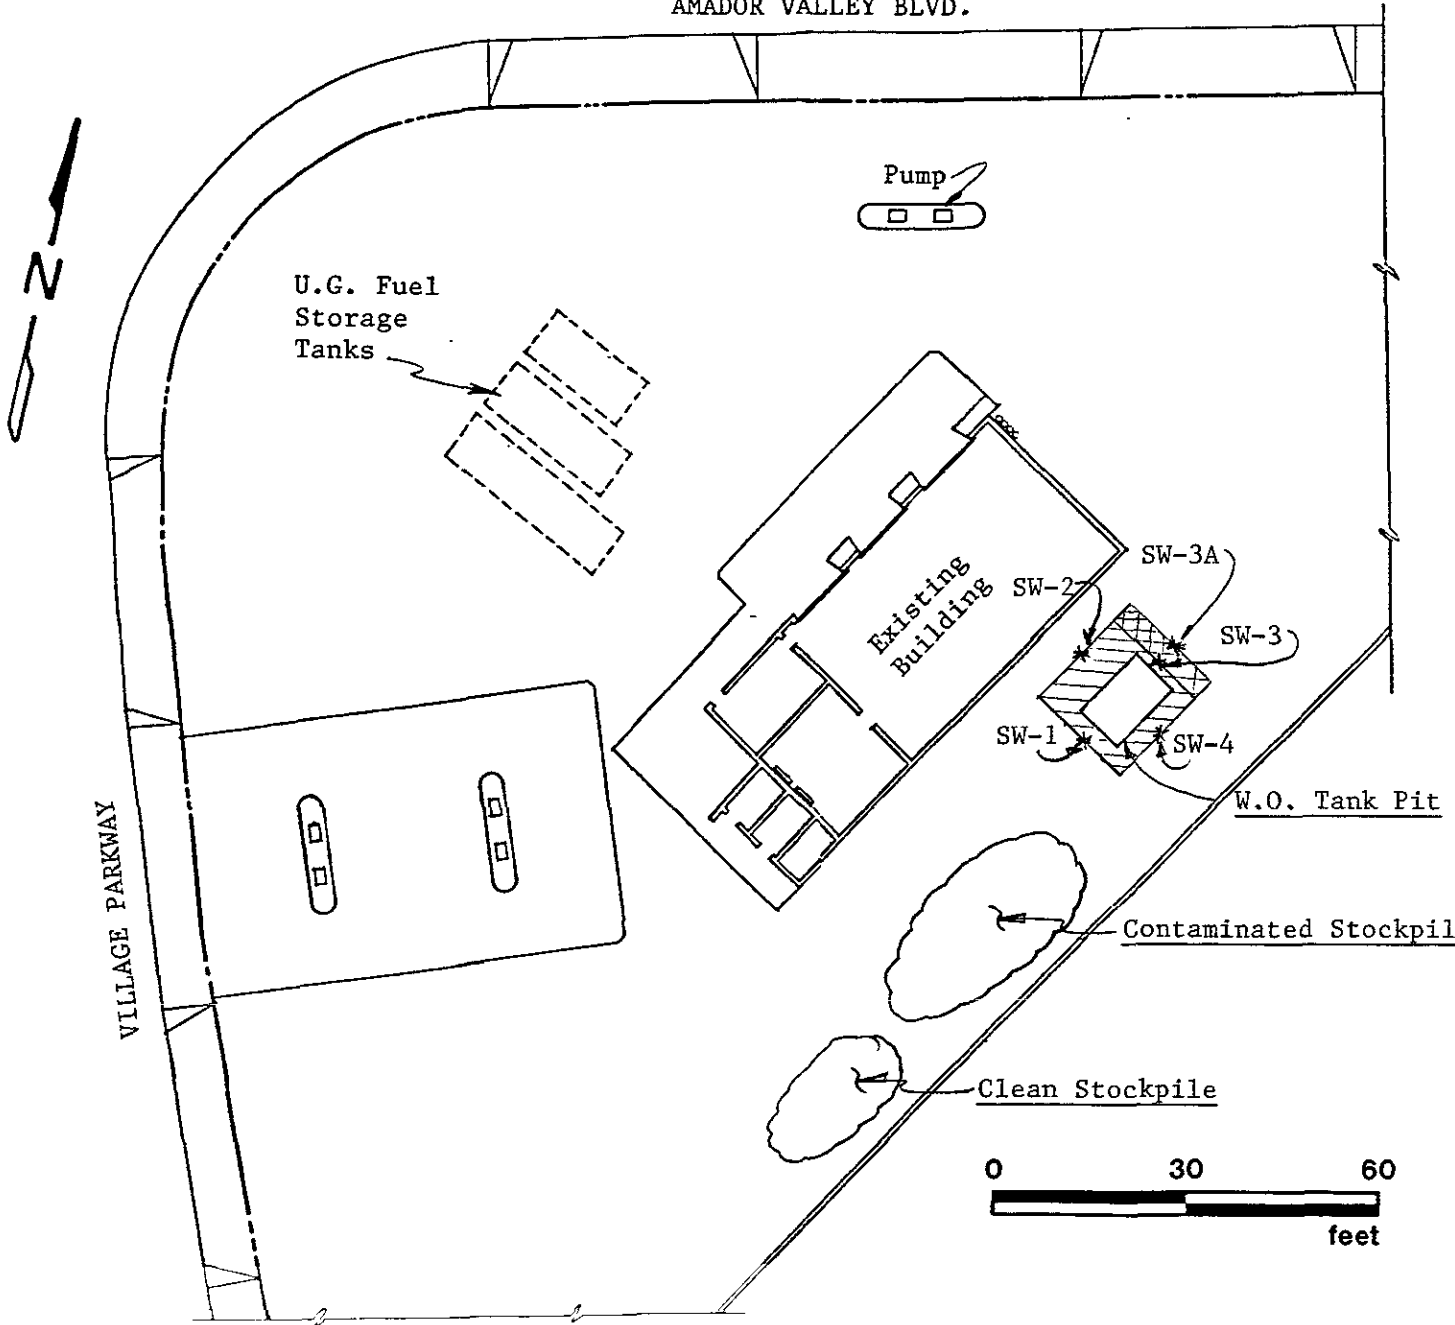 AMADOR VALLEY BLVD.
Pump
N
U.G. Fuel
Storage
Tanks
Existing
Building
SW-2
SW-3A
SW-3
SW-1
SW-4
W.O. Tank Pit
VILLAGE PARKWAY
Contaminated Stockpil
Clean Stockpile
0 30 60
feet